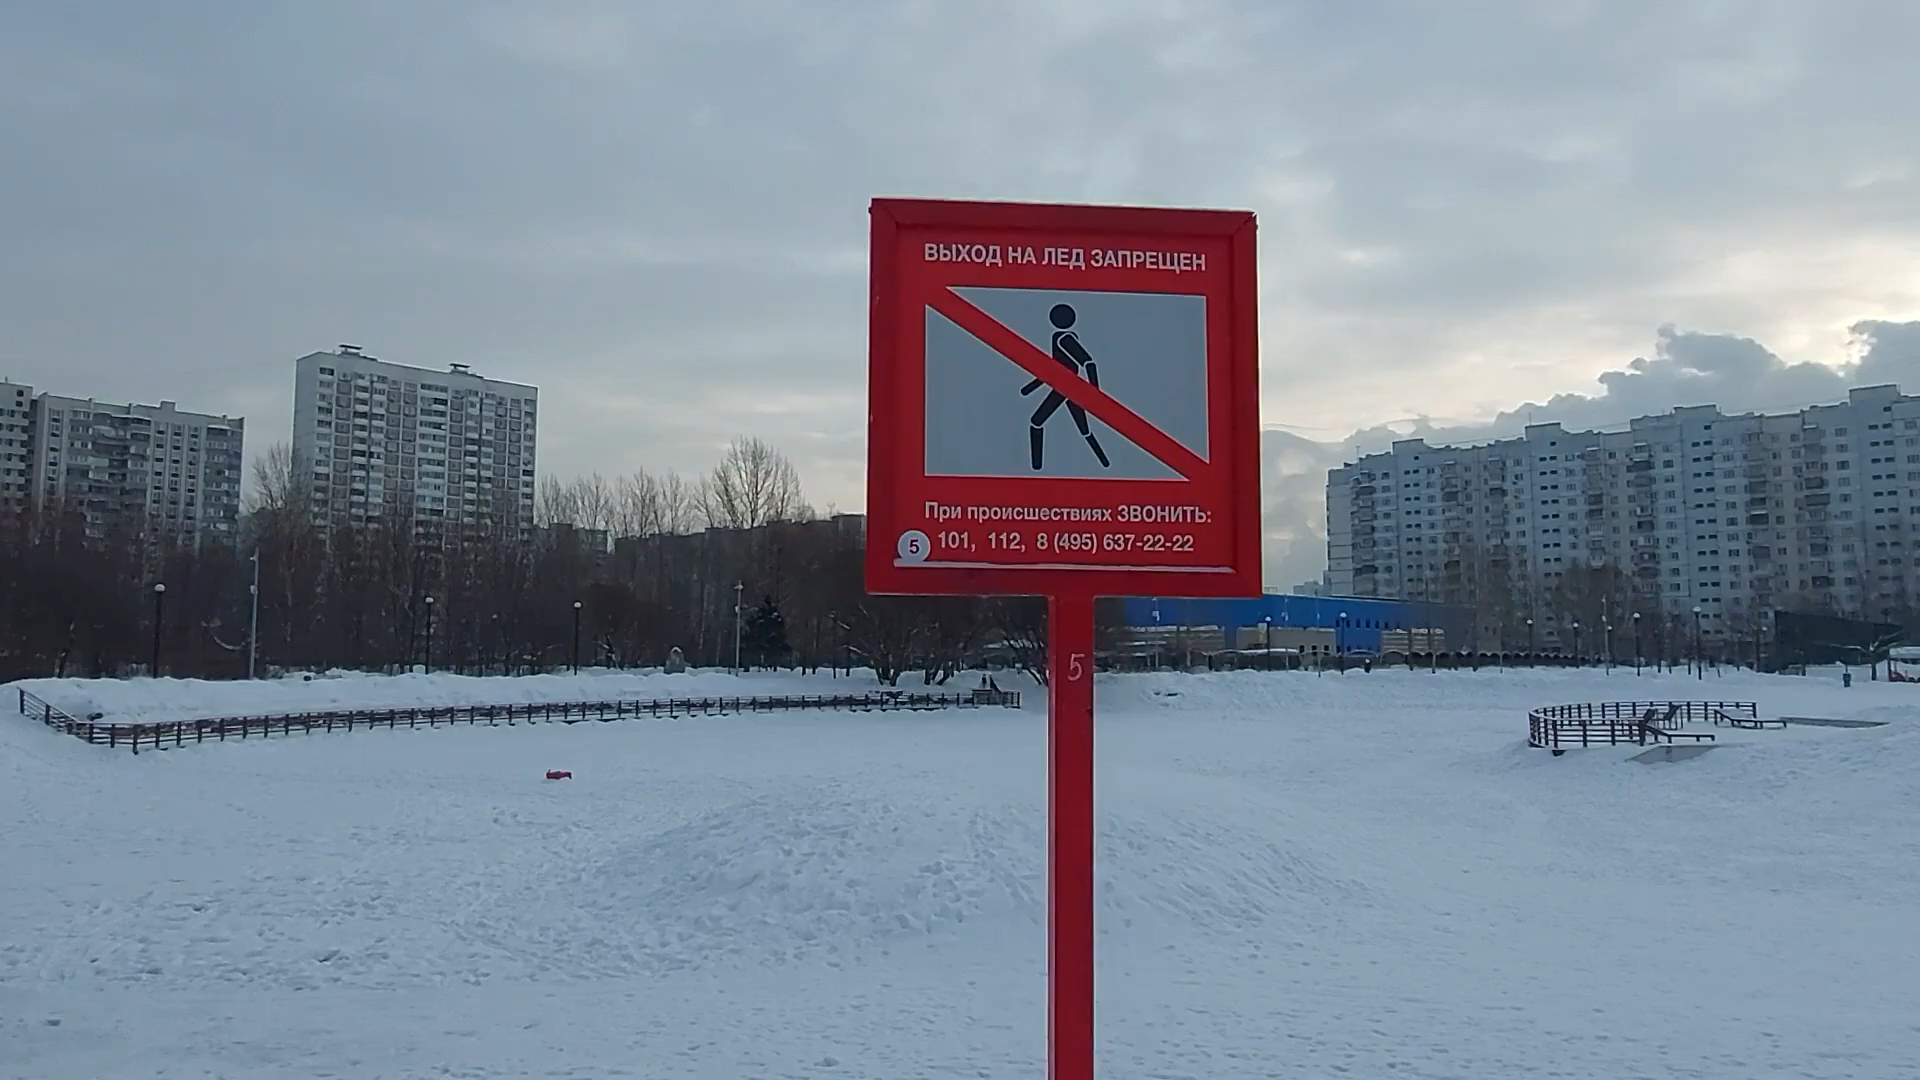 ВЫХОД НА ЛЕД ЗАПРЕЩЕН
При происшествиях ЗВОНИТЬ:
5 101, 112, 8 (495) 637-22-22
5